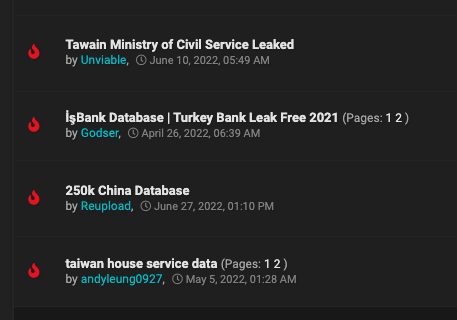 Tawain Ministry of Civil Service Leaked
by Unviable, June 10, 2022, 05:49 AM
İşBank Database | Turkey Bank Leak Free 2021 (Pages: 1 2 )
by Godser, April 26, 2022, 06:39 AM
250k China Database
by Reupload, June 27, 2022, 01:10 PM
taiwan house service data (Pages: 1 2 )
by andyleung0927, May 5, 2022, 01:28 AM